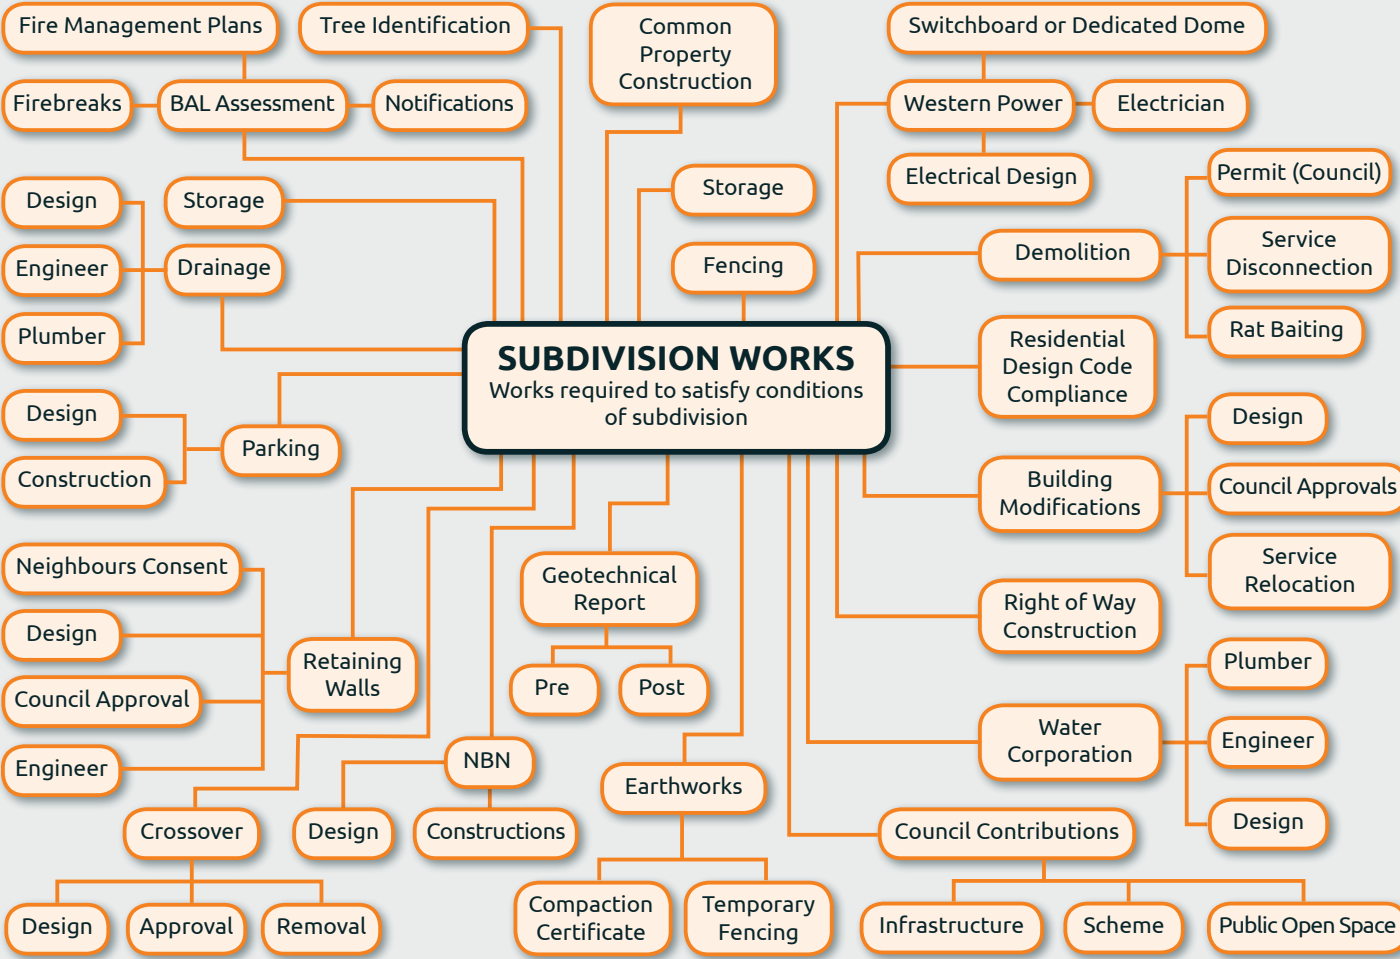 Fire Management Plans
Tree Identification
Common
Property
Construction
Switchboard or Dedicated Dome
Firebreaks
BAL Assessment
Notifications
Western Power
Electrician
Electrical Design
Permit (Council)
Design
Storage
Storage
Service
Disconnection
Demolition
Engineer
Drainage
Fencing
Plumber
Rat Baiting
SUBDIVISION WORKS
Works required to satisfy conditions
of subdivision
Residential
Design Code
Compliance
Design
Parking
Construction
Design
Building
Modifications
Council Approvals
Service
Relocation
Neighbours Consent
Design
Retaining
Walls
Council Approval
Engineer
Geotechnical
Report
Pre
Post
Right of Way
Construction
Plumber
Water
Corporation
Engineer
Design
NBN
Design
Constructions
Earthworks
Crossover
Council Contributions
Design
Approval
Removal
Compaction
Certificate
Temporary
Fencing
Infrastructure
Scheme
Public Open Space